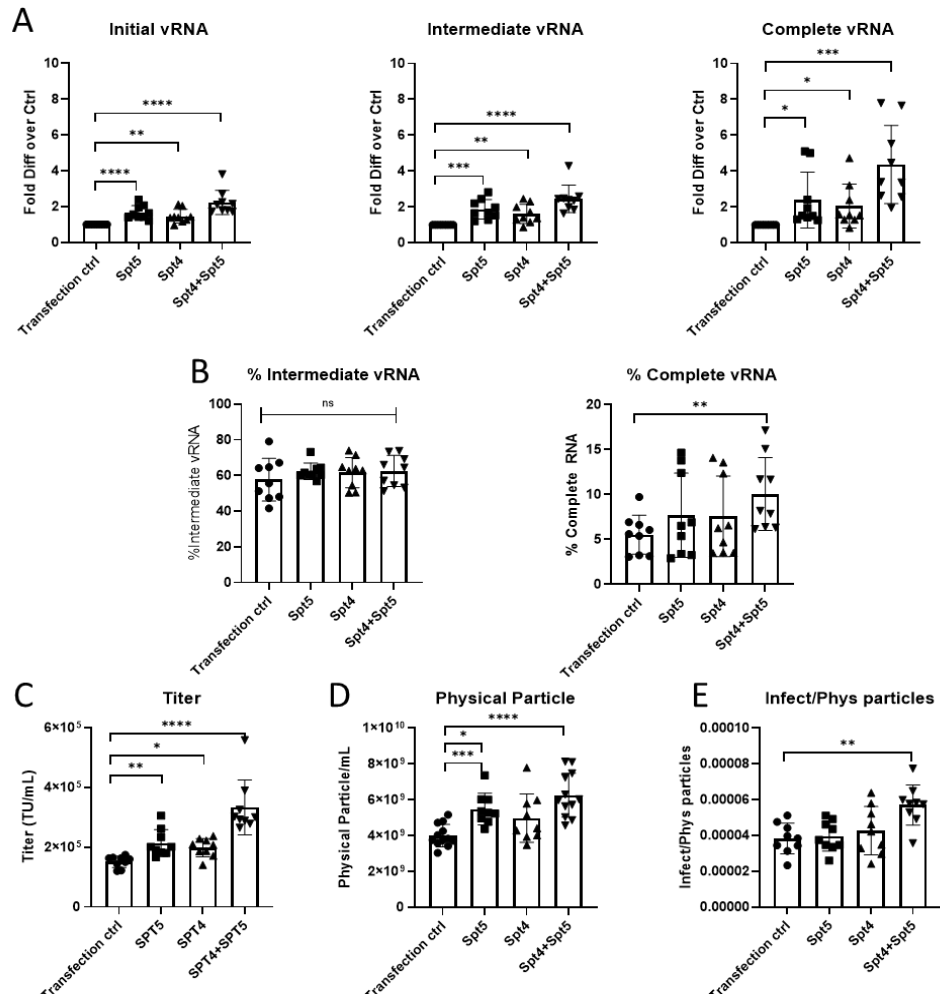 A
Initial vRNA
Fold Diff over Ctrl
10
8
6
4
2
0
****
**
****
Transfection ctrl
Spt5
Spt4
Spt4+Spt5
Intermediate vRNA
Fold Diff over Ctrl
10
8
6
4
2
0
****
**
***
Transfection ctrl
Spt5
Spt4
Spt4+Spt5
Complete vRNA
Fold Diff over Ctrl
10
8
6
4
2
0
***
*
*
Transfection ctrl
Spt5
Spt4
Spt4+Spt5
B
% Intermediate vRNA
%Intermediate vRNA
100
80
60
40
20
0
ns
Transfection ctrl
Spt5
Spt4
Spt4+Spt5
% Complete vRNA
% Complete RNA
20
15
10
5
0
**
Transfection ctrl
Spt5
Spt4
Spt4+Spt5
C
Titer
Titer (TU/mL)
6×10⁵
4×10⁵
2×10⁵
0
****
*
**
Transfection ctrl
SPT5
SPT4
SPT4+SPT5
D
Physical Particle
Physical Particle/mL
1×10¹⁰
8×10⁹
6×10⁹
4×10⁹
2×10⁹
0
****
*
***
Transfection ctrl
Spt5
Spt4
Spt4+Spt5
E
Infect/Phys particles
Infect/Phys particles
0.00010
0.00008
0.00006
0.00004
0.00002
0.00000
**
Transfection ctrl
Spt5
Spt4
Spt4+Spt5